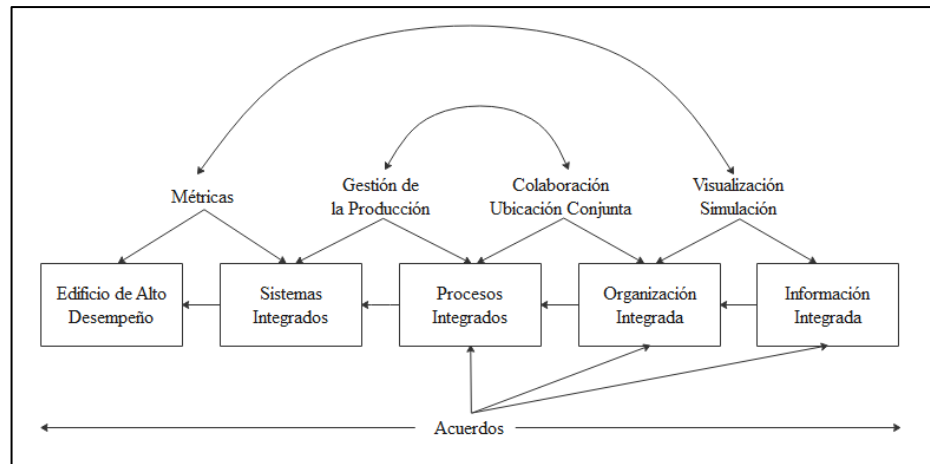 Métricas
Gestión de
la Producción
Colaboración
Ubicación Conjunta
Visualización
Simulación
Edificio de Alto
Desempeño
Sistemas
Integrados
Procesos
Integrados
Organización
Integrada
Información
Integrada
Acuerdos